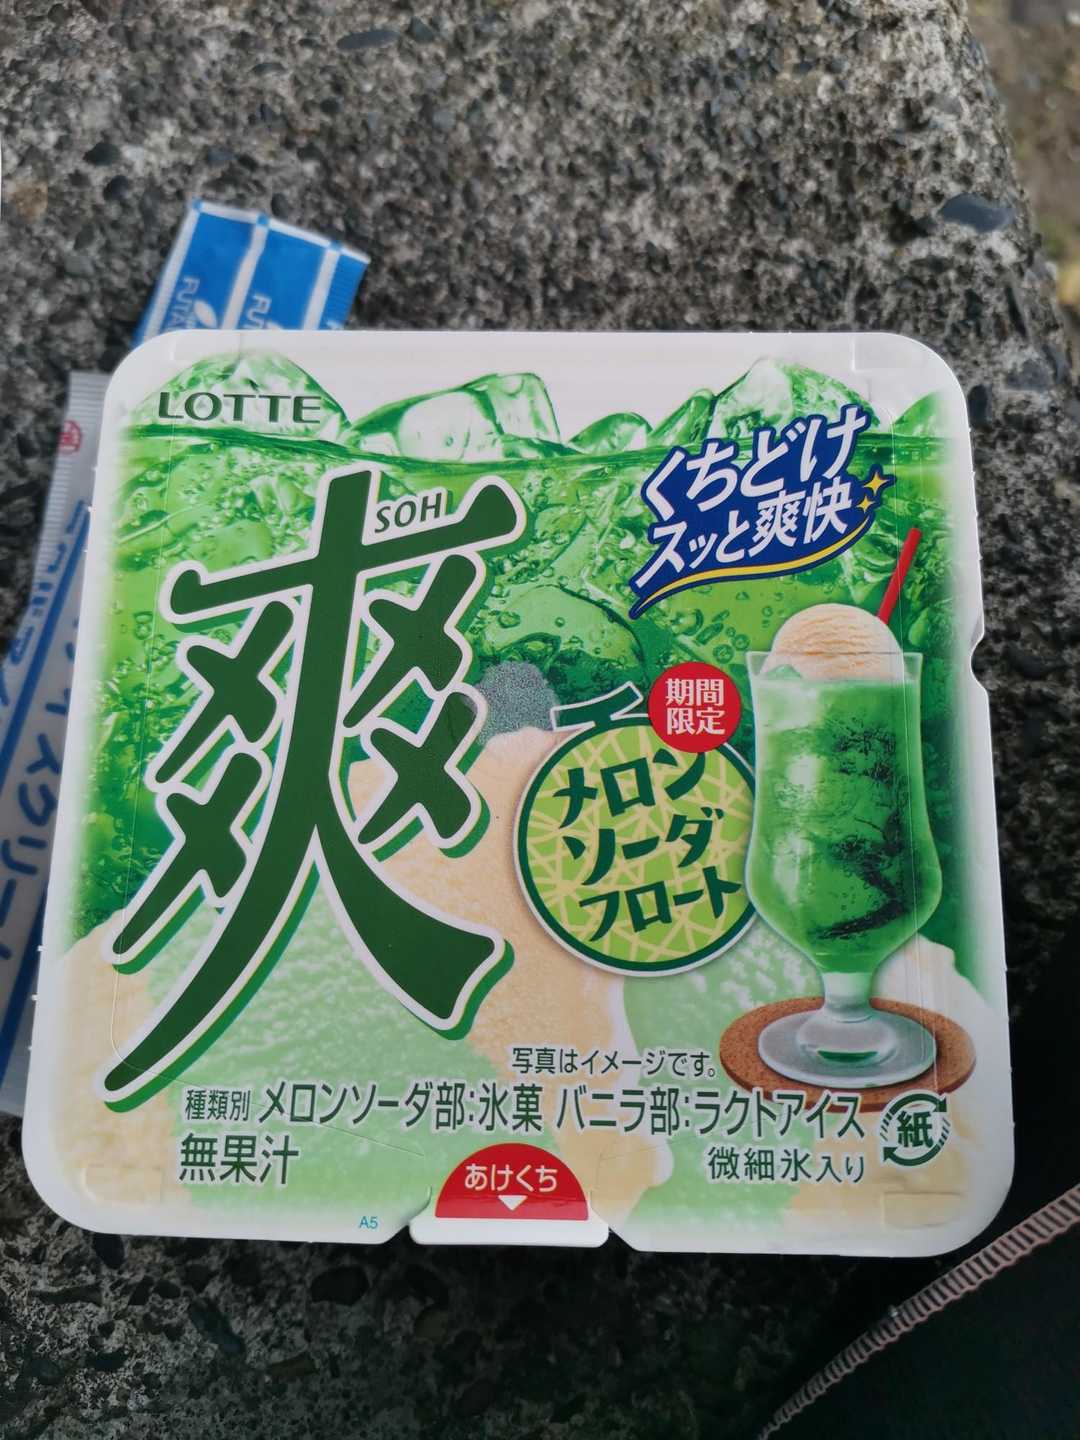 FUTA
FUTA
LOTTE
SOH
爽
くちどけ
スッと爽快
期間
限定
メロン
ソーダ
フロート
写真はイメージです。
種類別 メロンソーダ部:氷菓 バニラ部:ラクトアイス
無果汁
微細氷入り
紙
あけくち
A5